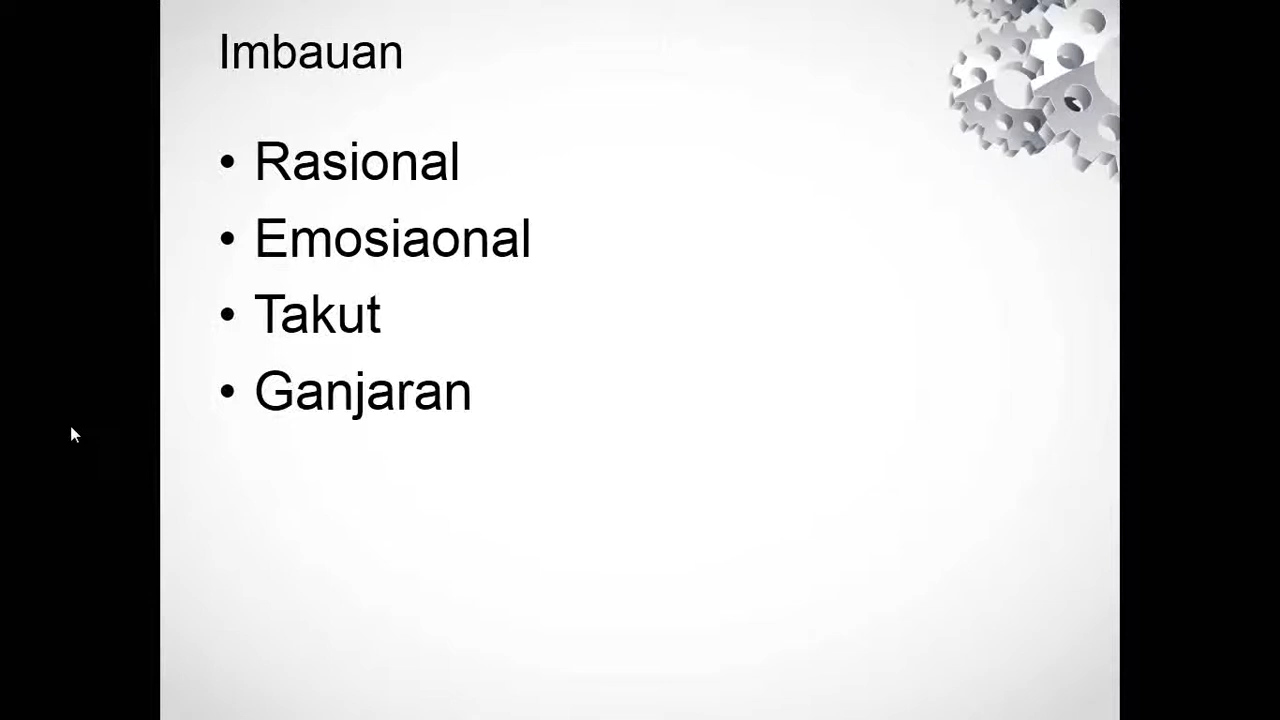 Imbauan
• Rasional
• Emosiaonal
• Takut
• Ganjaran